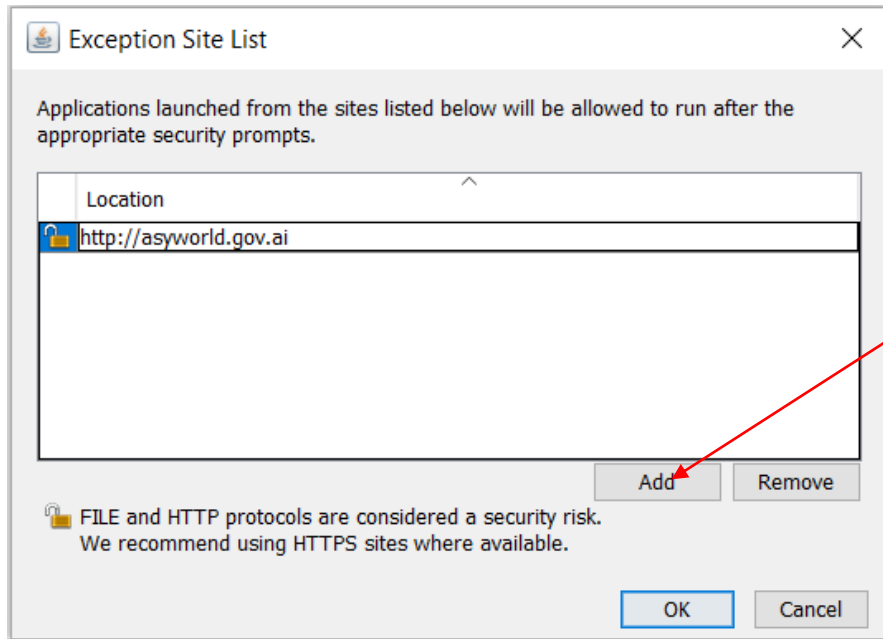 Exception Site List
Applications launched from the sites listed below will be allowed to run after the
appropriate security prompts.
Location
http://asyworld.gov.ai
Add
Remove
FILE and HTTP protocols are considered a security risk.
We recommend using HTTPS sites where available.
OK
Cancel